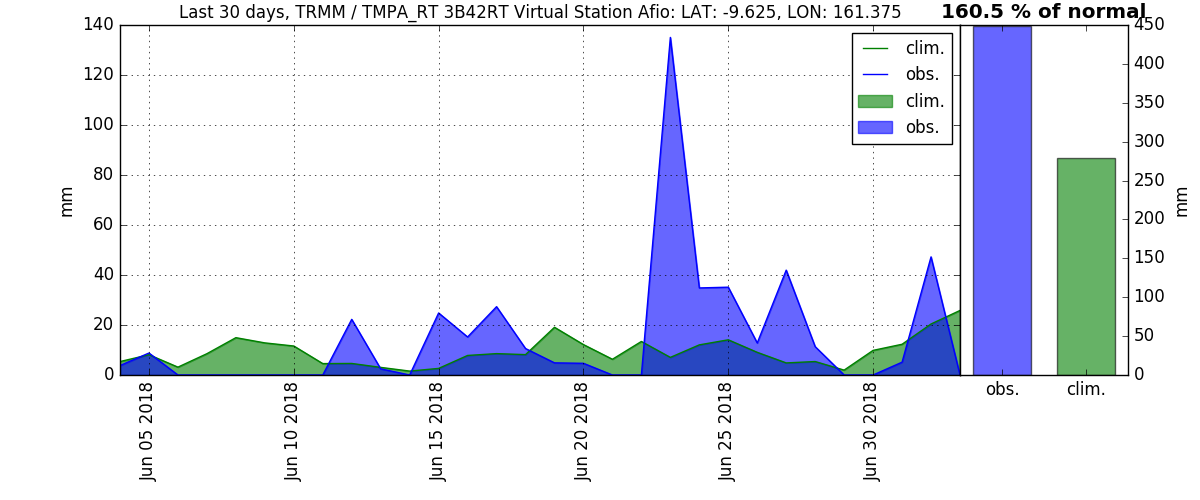 Last 30 days, TRMM / TMPA_RT 3B42RT Virtual Station Afio: LAT: -9.625, LON: 161.375
160.5 % of normal
140
120
100
80
60
40
20
0
mm
clim.
obs.
clim.
obs.
Jun 05 2018
Jun 10 2018
Jun 15 2018
Jun 20 2018
Jun 25 2018
Jun 30 2018
450
400
350
300
250
200
150
100
50
0
mm
obs.
clim.